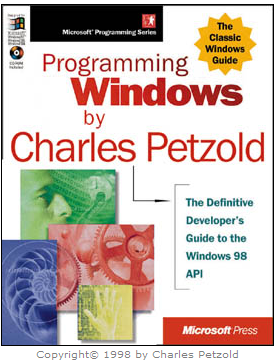 Microsoft® Programming Series
The
Classic
Windows
Guide
Programming
Windows
by
Charles Petzold
The Definitive
Developer's
Guide to the
Windows 98
API
Microsoft Press
Copyright© 1998 by Charles Petzold